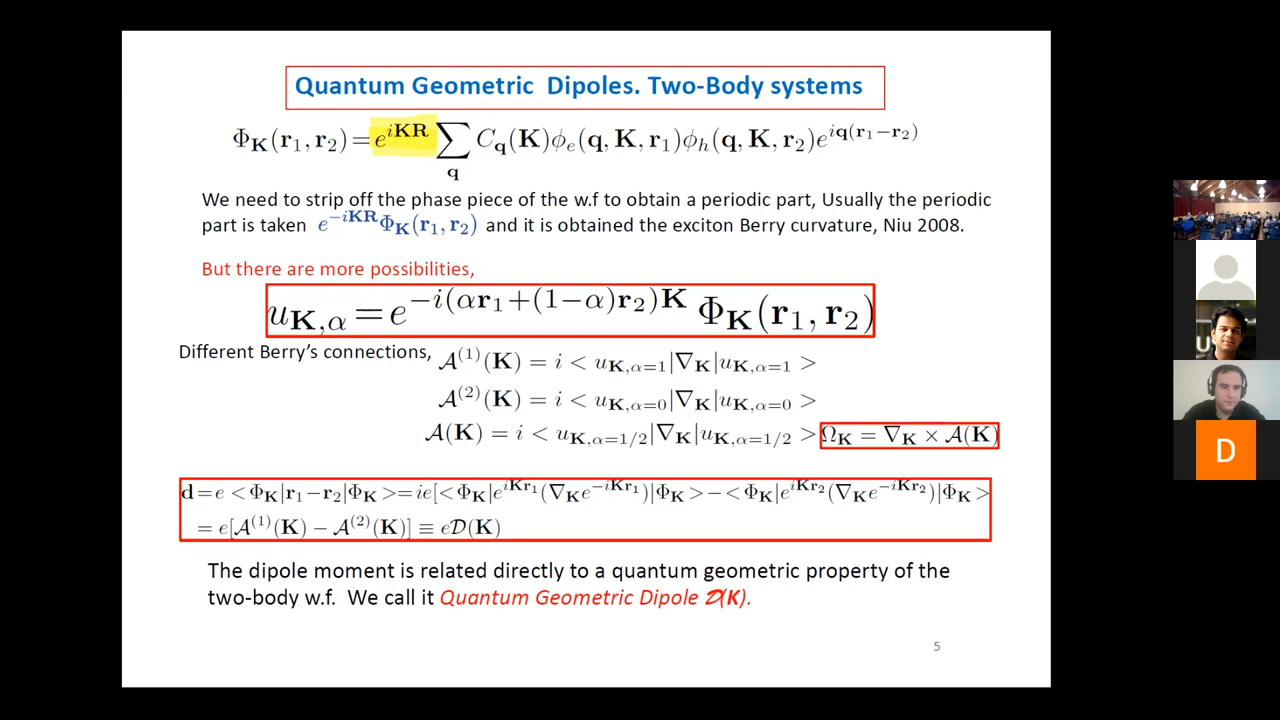 Quantum Geometric Dipoles. Two-Body systems
Φ_K(r₁, r₂) = e^{iKR} ∑_q C_q(K)ϕ_e(q, K, r₁)ϕ_h(q, K, r₂)e^{iq(r₁−r₂)}
We need to strip off the phase piece of the w.f to obtain a periodic part, Usually the periodic
part is taken e^{−iKR}Φ_K(r₁, r₂) and it is obtained the exciton Berry curvature, Niu 2008.
But there are more possibilities,
u_{K,α} = e^{−i(αr₁+(1−α)r₂)K} Φ_K(r₁, r₂)
Different Berry's connections, 𝒜^{(1)}(K) = i < u_{K,α=1}|∇_K|u_{K,α=1} >
𝒜^{(2)}(K) = i < u_{K,α=0}|∇_K|u_{K,α=0} >
𝒜(K) = i < u_{K,α=1/2}|∇_K|u_{K,α=1/2} > Ω_K = ∇_K × 𝒜(K)
d = e < Φ_K|r₁−r₂|Φ_K >= ie[< Φ_K|e^{iKr₁}(∇_K e^{−iKr₁})|Φ_K > − < Φ_K|e^{iKr₂}(∇_K e^{−iKr₂})|Φ_K >
= e[𝒜^{(1)}(K) − 𝒜^{(2)}(K)] ≡ e𝒟(K)
The dipole moment is related directly to a quantum geometric property of the
two-body w.f. We call it Quantum Geometric Dipole 𝒟(K).
5
U
D